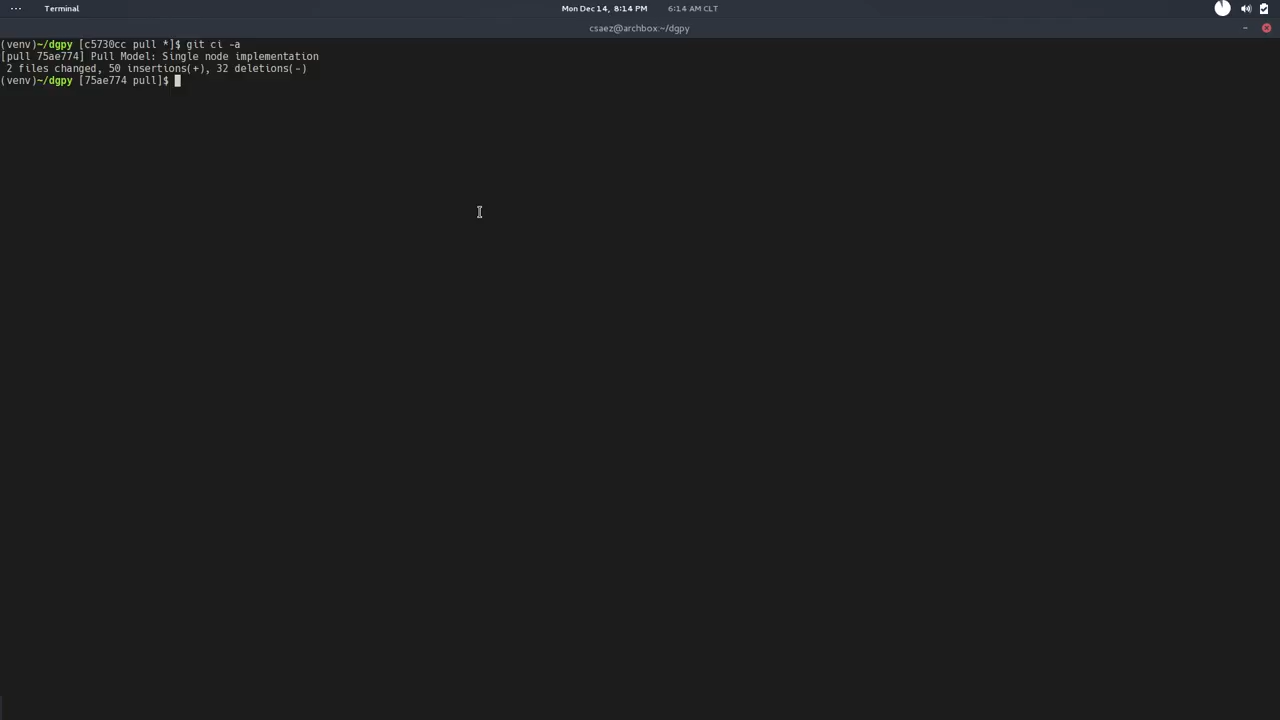 ··· Terminal Mon Dec 14, 8:14 PM 6:14 AM CLT
csaez@archbox:~/dgpy
(venv)~/dgpy [c5730cc pull *]$ git ci -a
[pull 75ae774] Pull Model: Single node implementation
 2 files changed, 50 insertions(+), 32 deletions(-)
(venv)~/dgpy [75ae774 pull]$